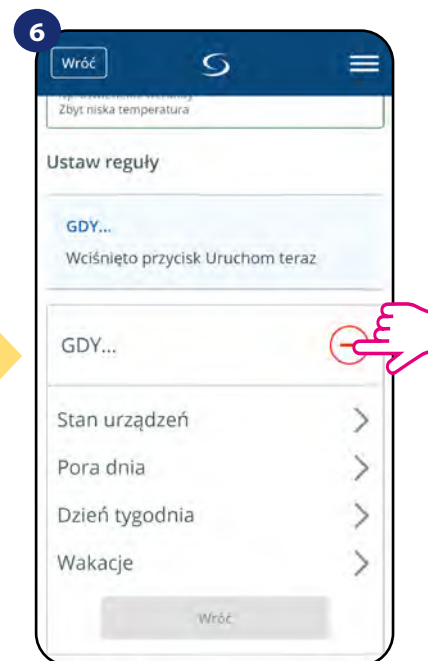 6
Wróć
Zbyt niska temperatura
Ustaw reguły
GDY...
Wciśnięto przycisk Uruchom teraz
GDY...
Stan urządzeń
Pora dnia
Dzień tygodnia
Wakacje
Wróć